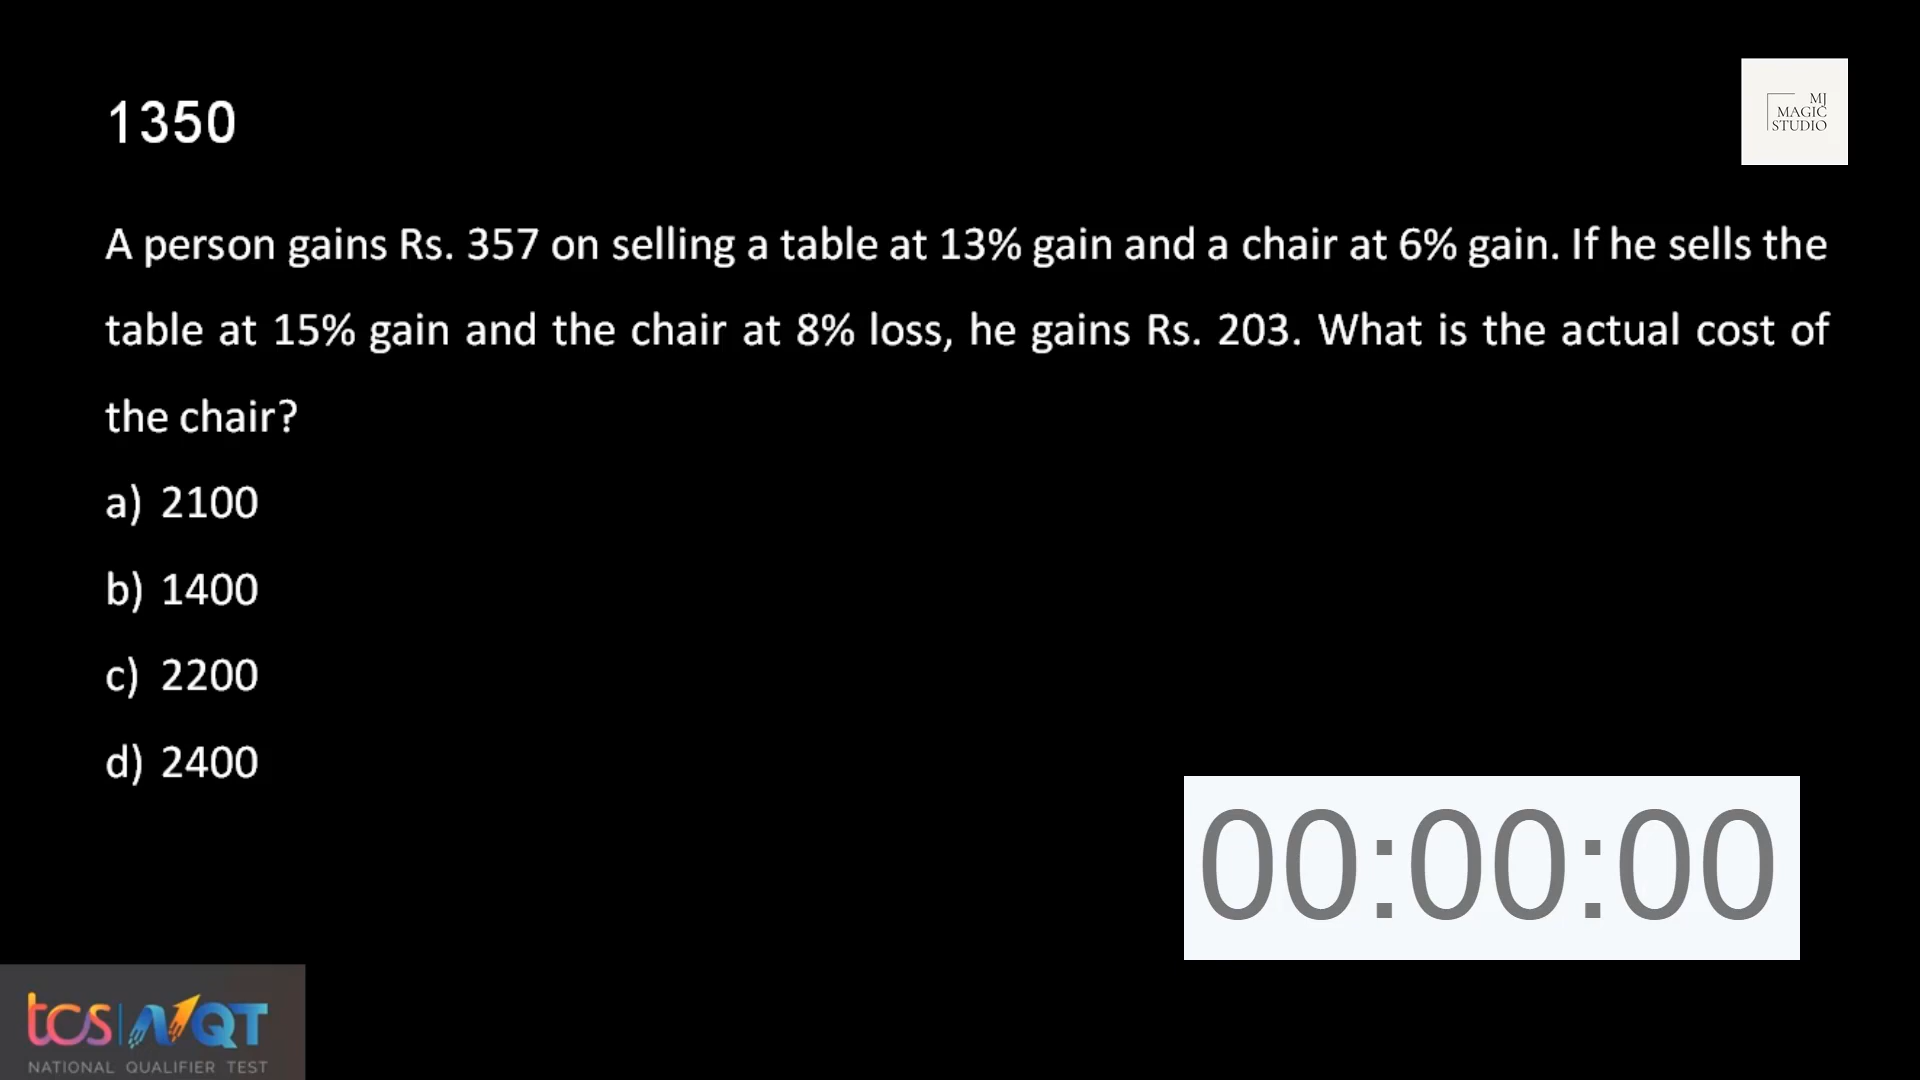 1350
MJ
MAGIC
STUDIO
A person gains Rs. 357 on selling a table at 13% gain and a chair at 6% gain. If he sells the
table at 15% gain and the chair at 8% loss, he gains Rs. 203. What is the actual cost of
the chair?
a) 2100
b) 1400
c) 2200
d) 2400
00:00:00
tcs | NQT
NATIONAL QUALIFIER TEST